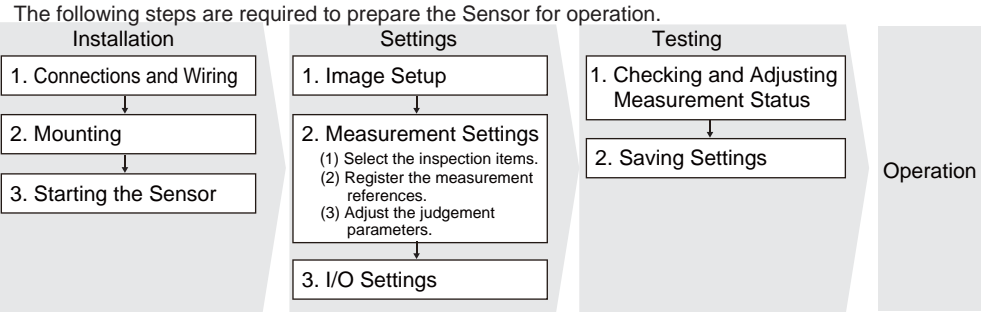 The following steps are required to prepare the Sensor for operation.
Installation
1. Connections and Wiring
2. Mounting
3. Starting the Sensor
Settings
1. Image Setup
2. Measurement Settings
(1) Select the inspection items.
(2) Register the measurement
references.
(3) Adjust the judgement
parameters.
3. I/O Settings
Testing
1. Checking and Adjusting
Measurement Status
2. Saving Settings
Operation